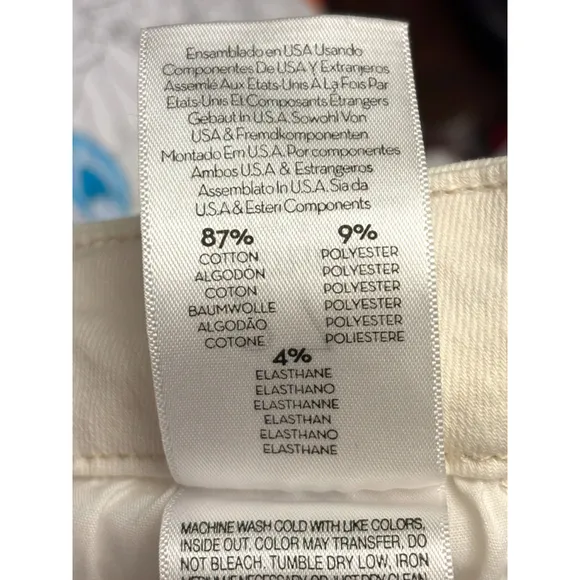 Ensamblado en USA Usando
Componentes De USA Y Extranjeros
Assemlé Aux Etats-Unis A La Fois Par
Etats-Unis Et Composants Etrangers
Gebaut In U.S.A. Sowohl Von
USA & Fremdkomponenten
Montado Em U.S.A. Por componentes
Ambos U.S.A & Estrangeiros
Assemblato In U.S.A. Sia da
U.S.A & Esteri Components
87% 9%
COTTON POLYESTER
ALGODON POLYESTER
COTON POLYESTER
BAUMWOLLE POLYESTER
ALGODÃO POLYESTER
COTONE POLIESTERE
4%
ELASTHANE
ELASTHANO
ELASTHANNE
ELASTHAN
ELASTHANO
ELASTHANE
MACHINE WASH COLD WITH LIKE COLORS,
INSIDE OUT. COLOR MAY TRANSFER, DO
NOT BLEACH. TUMBLE DRY LOW, IRON